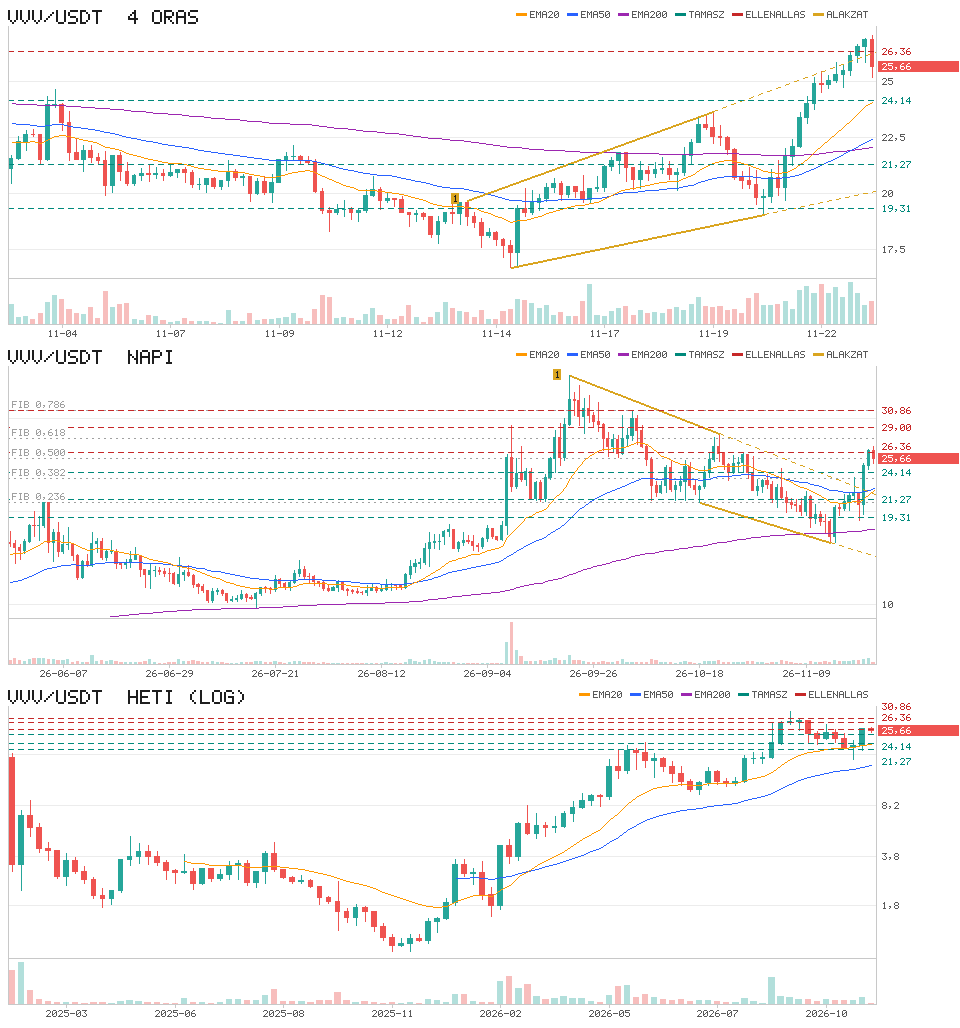 VVV/USDT 4 ORAS
EMA20 EMA50 EMA200 TAMASZ ELLENALLAS ALAKZAT
26,36
25,66
25
24,14
22,5
21,27
20
19,31
17,5
1
11-04 11-07 11-09 11-12 11-14 11-17 11-19 11-22
VVV/USDT NAPI
EMA20 EMA50 EMA200 TAMASZ ELLENALLAS ALAKZAT
1
FIB 0,786
FIB 0,618
FIB 0,500
FIB 0,382
FIB 0,236
30,86
29,00
26,36
25,66
24,14
21,27
19,31
10
26-06-07 26-06-29 26-07-21 26-08-12 26-09-04 26-09-26 26-10-18 26-11-09
VVV/USDT HETI (LOG)
EMA20 EMA50 EMA200 TAMASZ ELLENALLAS
30,86
26,36
25,66
24,14
21,27
8,2
3,8
1,8
2025-03 2025-06 2025-08 2025-11 2026-02 2026-05 2026-07 2026-10